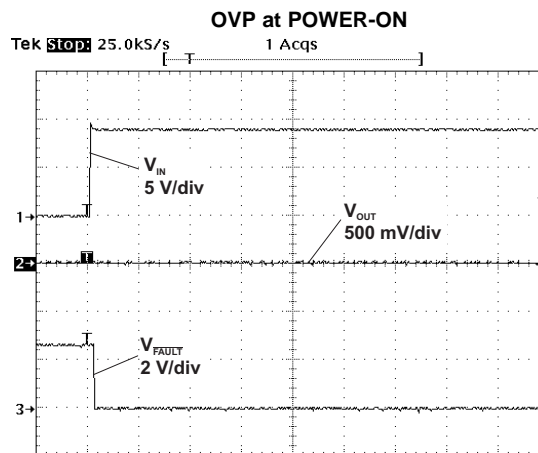 OVP at POWER-ON
Tek Stop: 25.0kS/s 1 Acqs
T
VIN
5 V/div
T
1
VOUT
500 mV/div
T
2
T
VFAULT
2 V/div
3